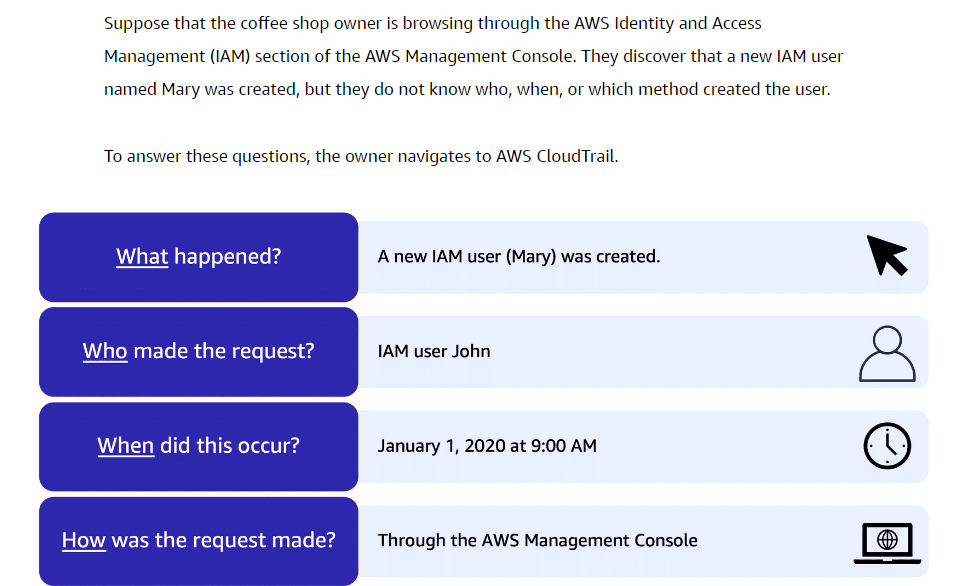 Suppose that the coffee shop owner is browsing through the AWS Identity and Access
Management (IAM) section of the AWS Management Console. They discover that a new IAM user
named Mary was created, but they do not know who, when, or which method created the user.
To answer these questions, the owner navigates to AWS CloudTrail.
What happened?
A new IAM user (Mary) was created.
Who made the request?
IAM user John
When did this occur?
January 1, 2020 at 9:00 AM
How was the request made?
Through the AWS Management Console